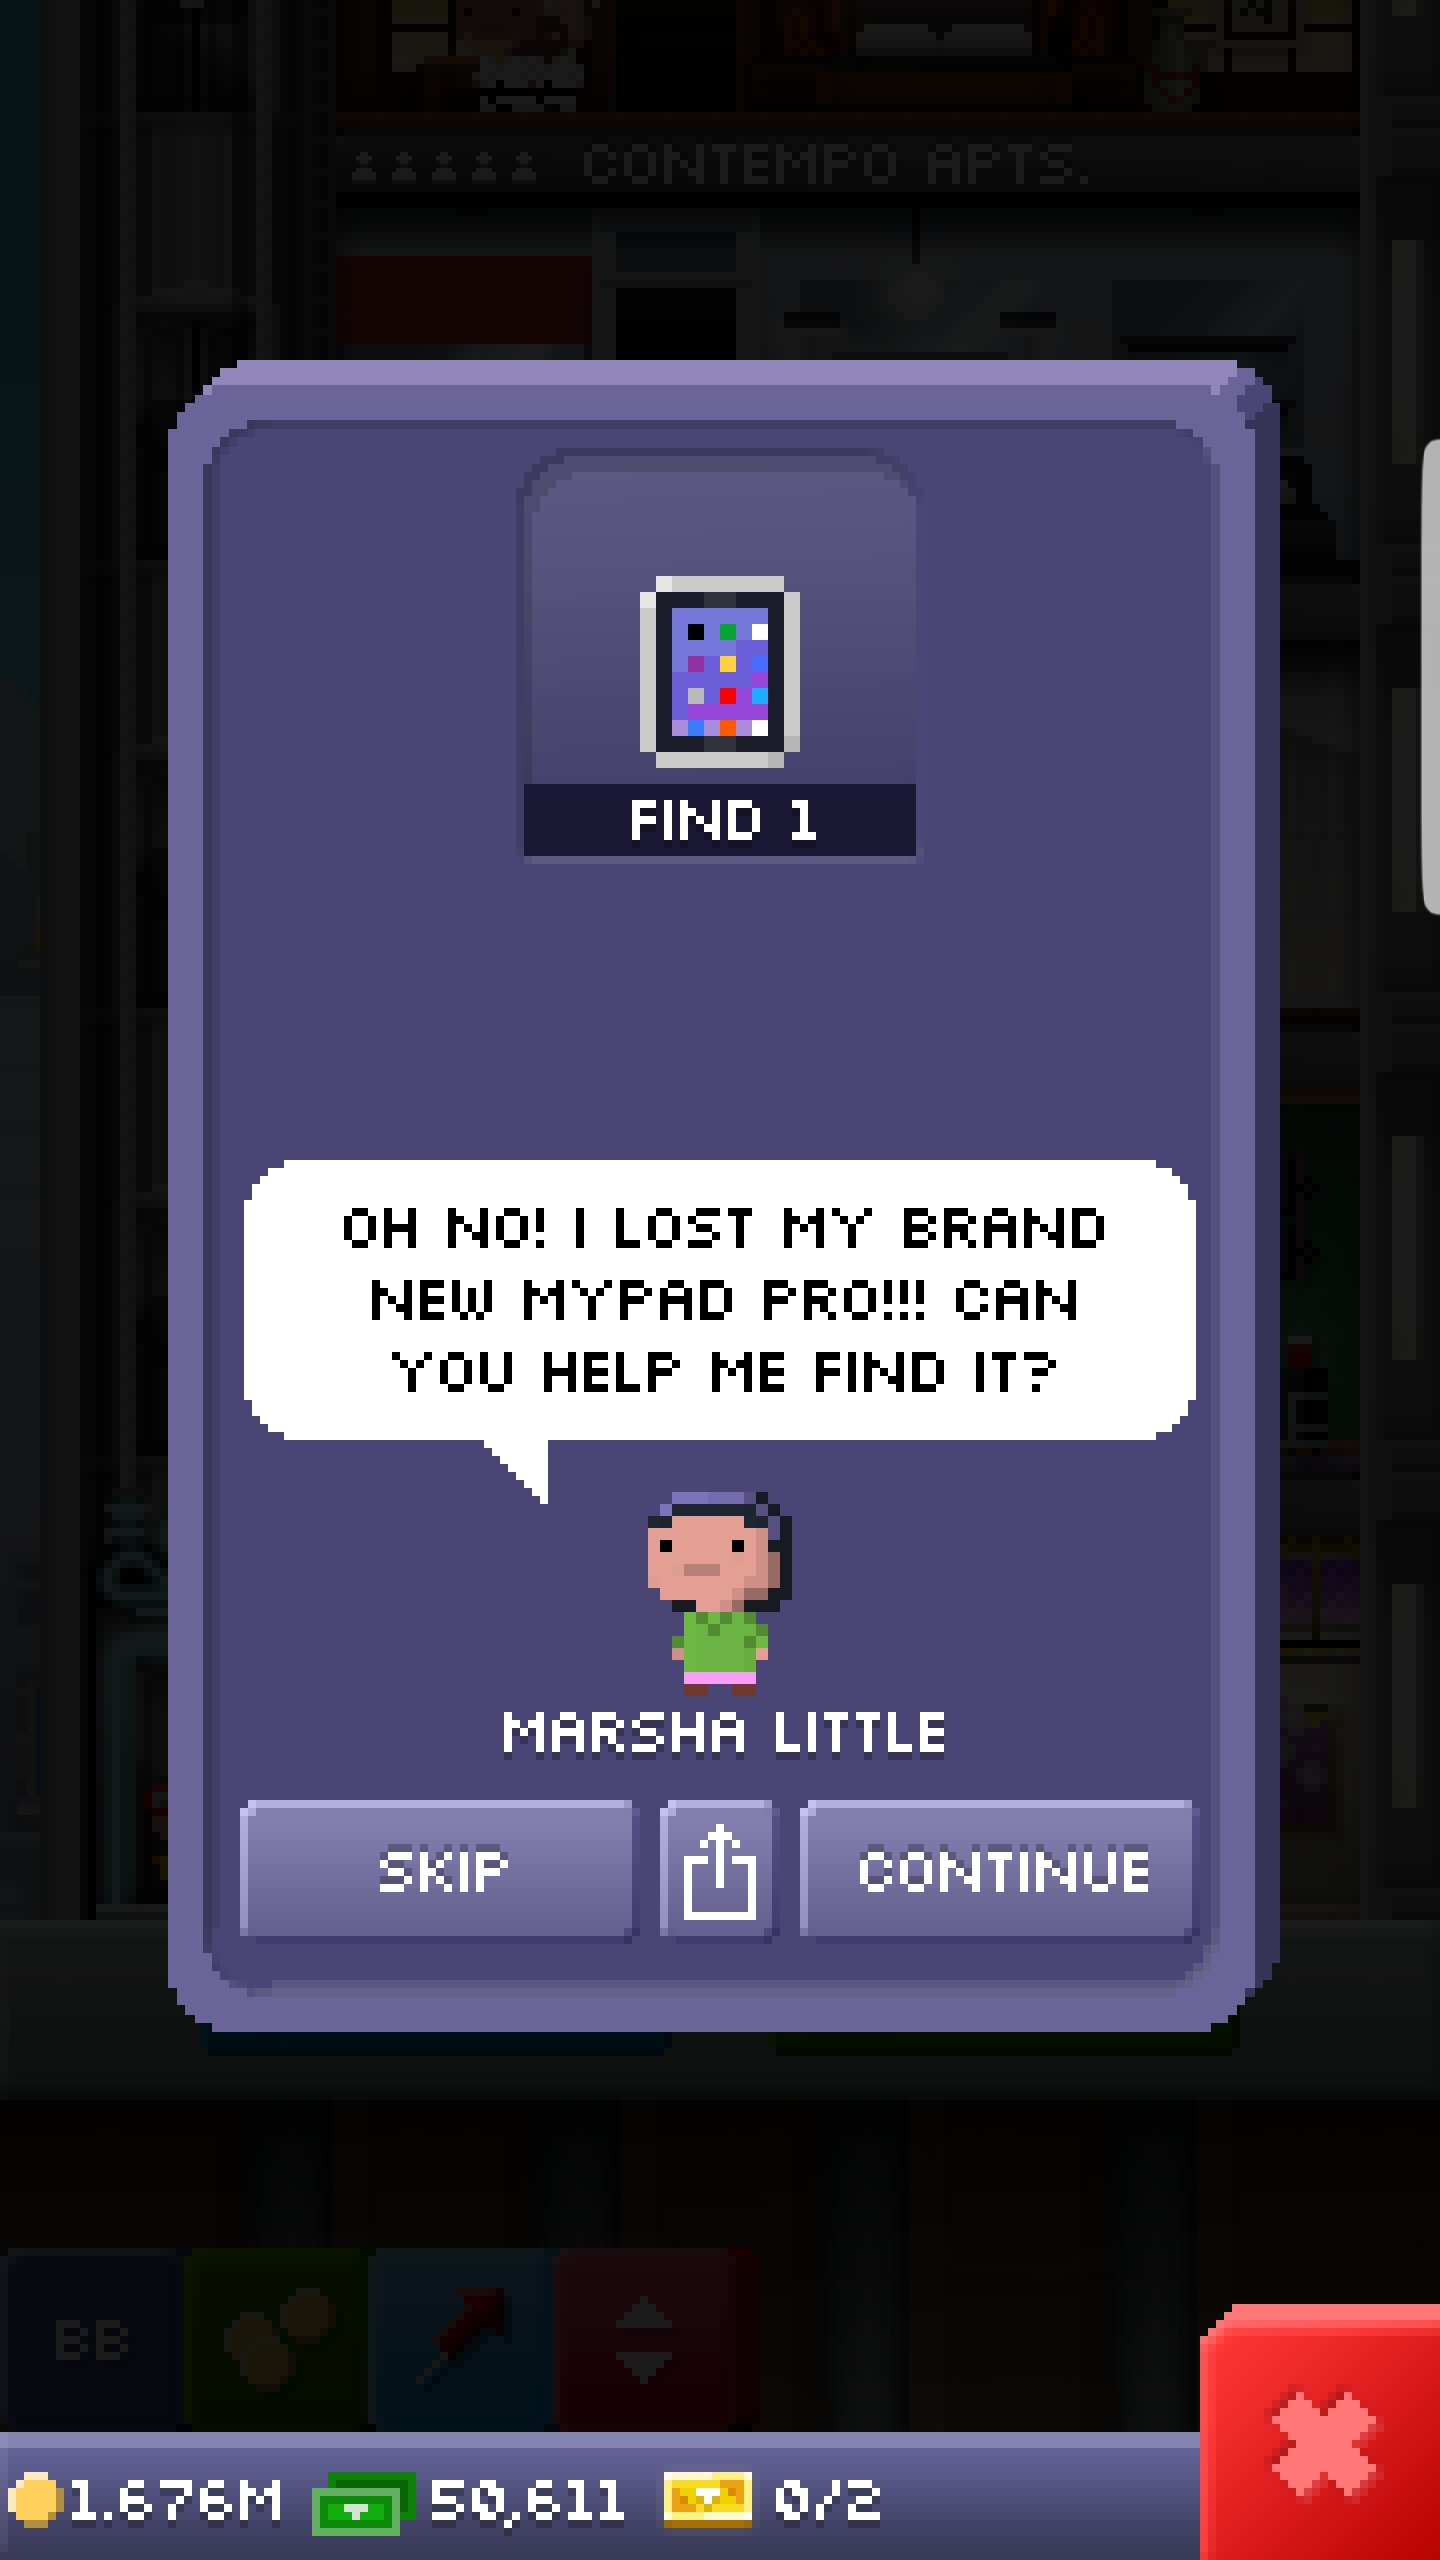 CONTEMPO APTS.
FIND 1
OH NO! I LOST MY BRAND
NEW MYPAD PRO!!! CAN
YOU HELP ME FIND IT?
MARSHA LITTLE
SKIP
CONTINUE
BB
1.676M 50,611 0/2